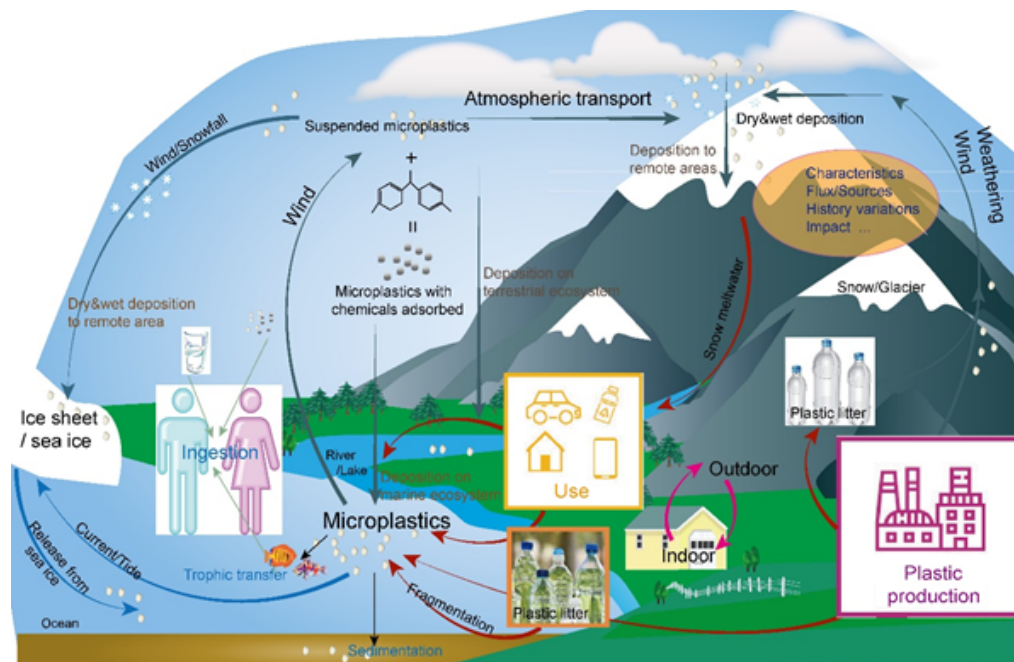 Atmospheric transport
Suspended microplastics
Dry&wet deposition
Deposition to
remote areas
Wind/Snowfall
Wind
Wind
Weathering
Characteristics
Flux/Sources
History variations
Impact ...
+
=
Microplastics with
chemicals adsorbed
Deposition on
terrestrial ecosystem
Snow/Glacier
Snow meltwater
Dry&wet deposition
to remote area
Plastic litter
Ice sheet
/ sea ice
Ingestion
River
/Lake
Deposition on
marine ecosystem
Use
Outdoor
Indoor
Microplastics
Trophic transfer
Current/Tide
Release from
sea ice
Fragmentation
Plastic litter
Plastic
production
Ocean
Sedimentation